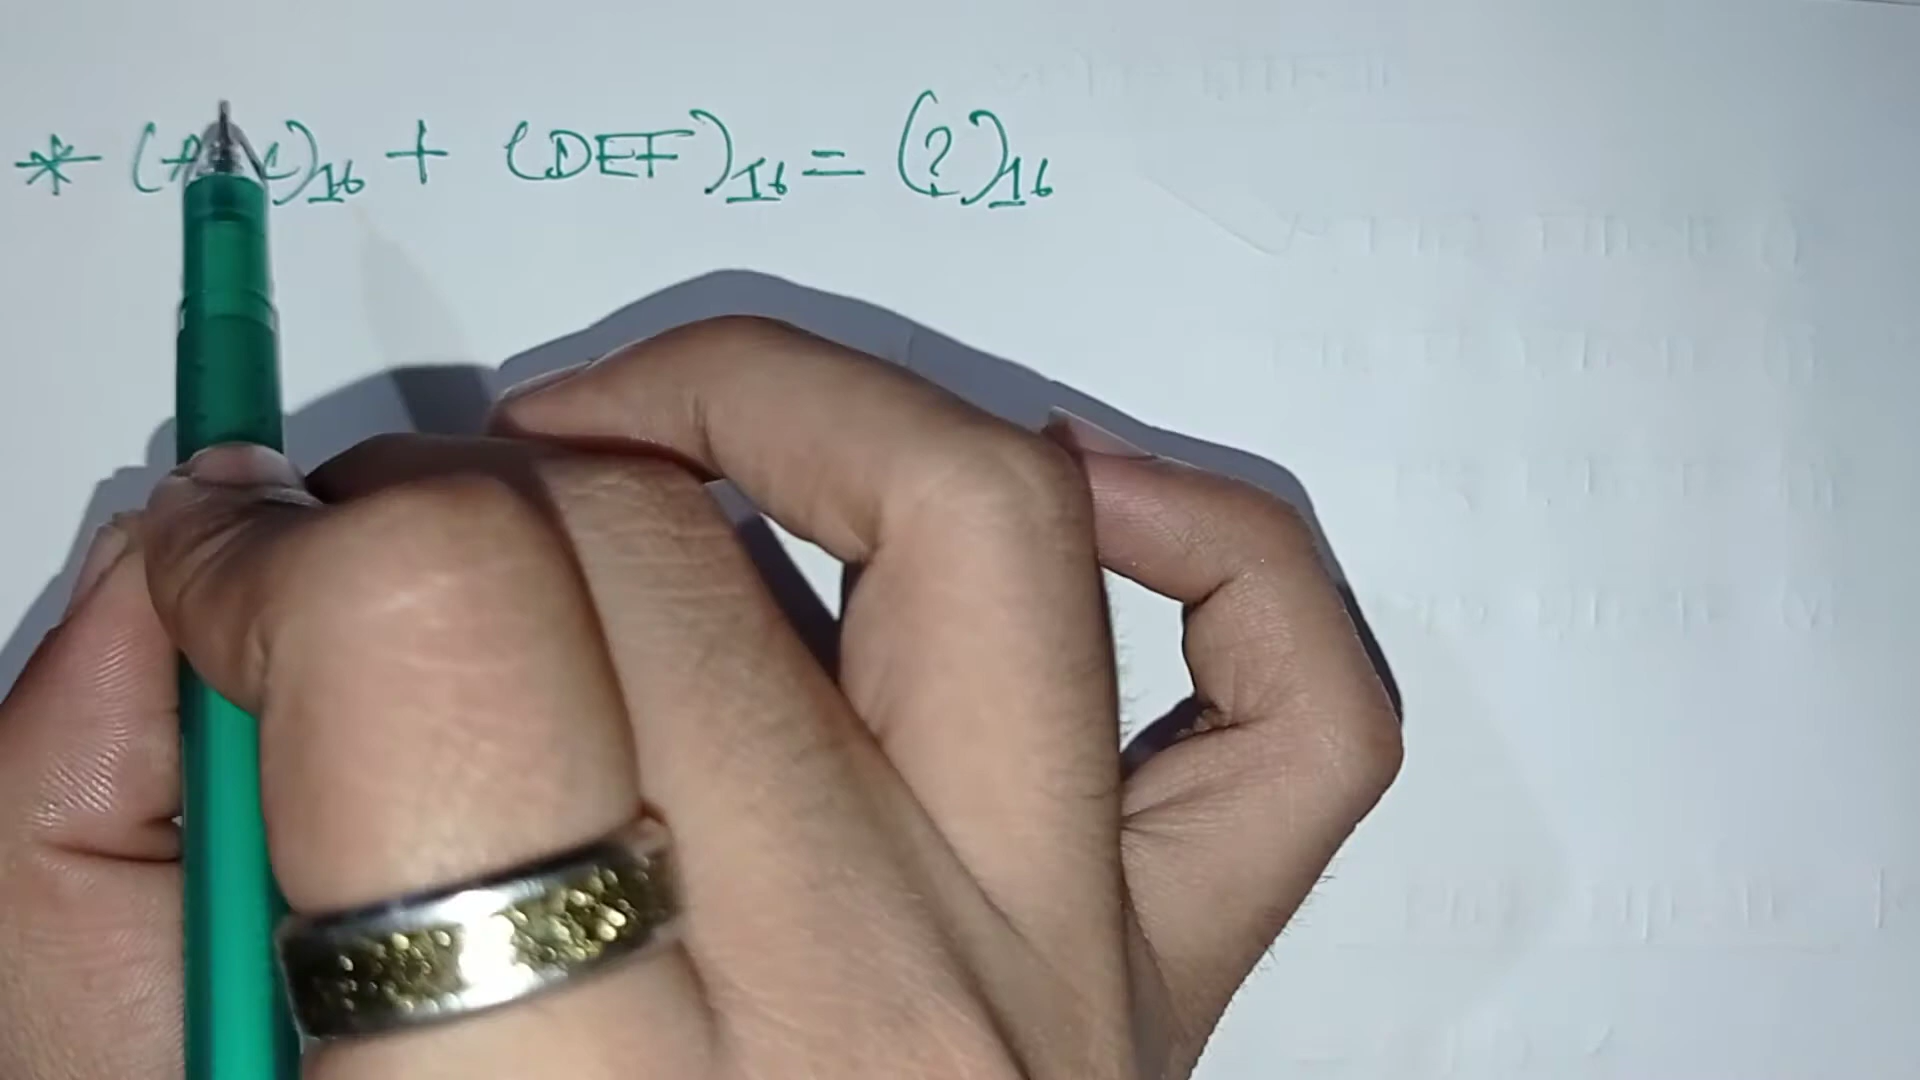 * (A C)₁₆ + (DEF)₁₆ = (?)₁₆